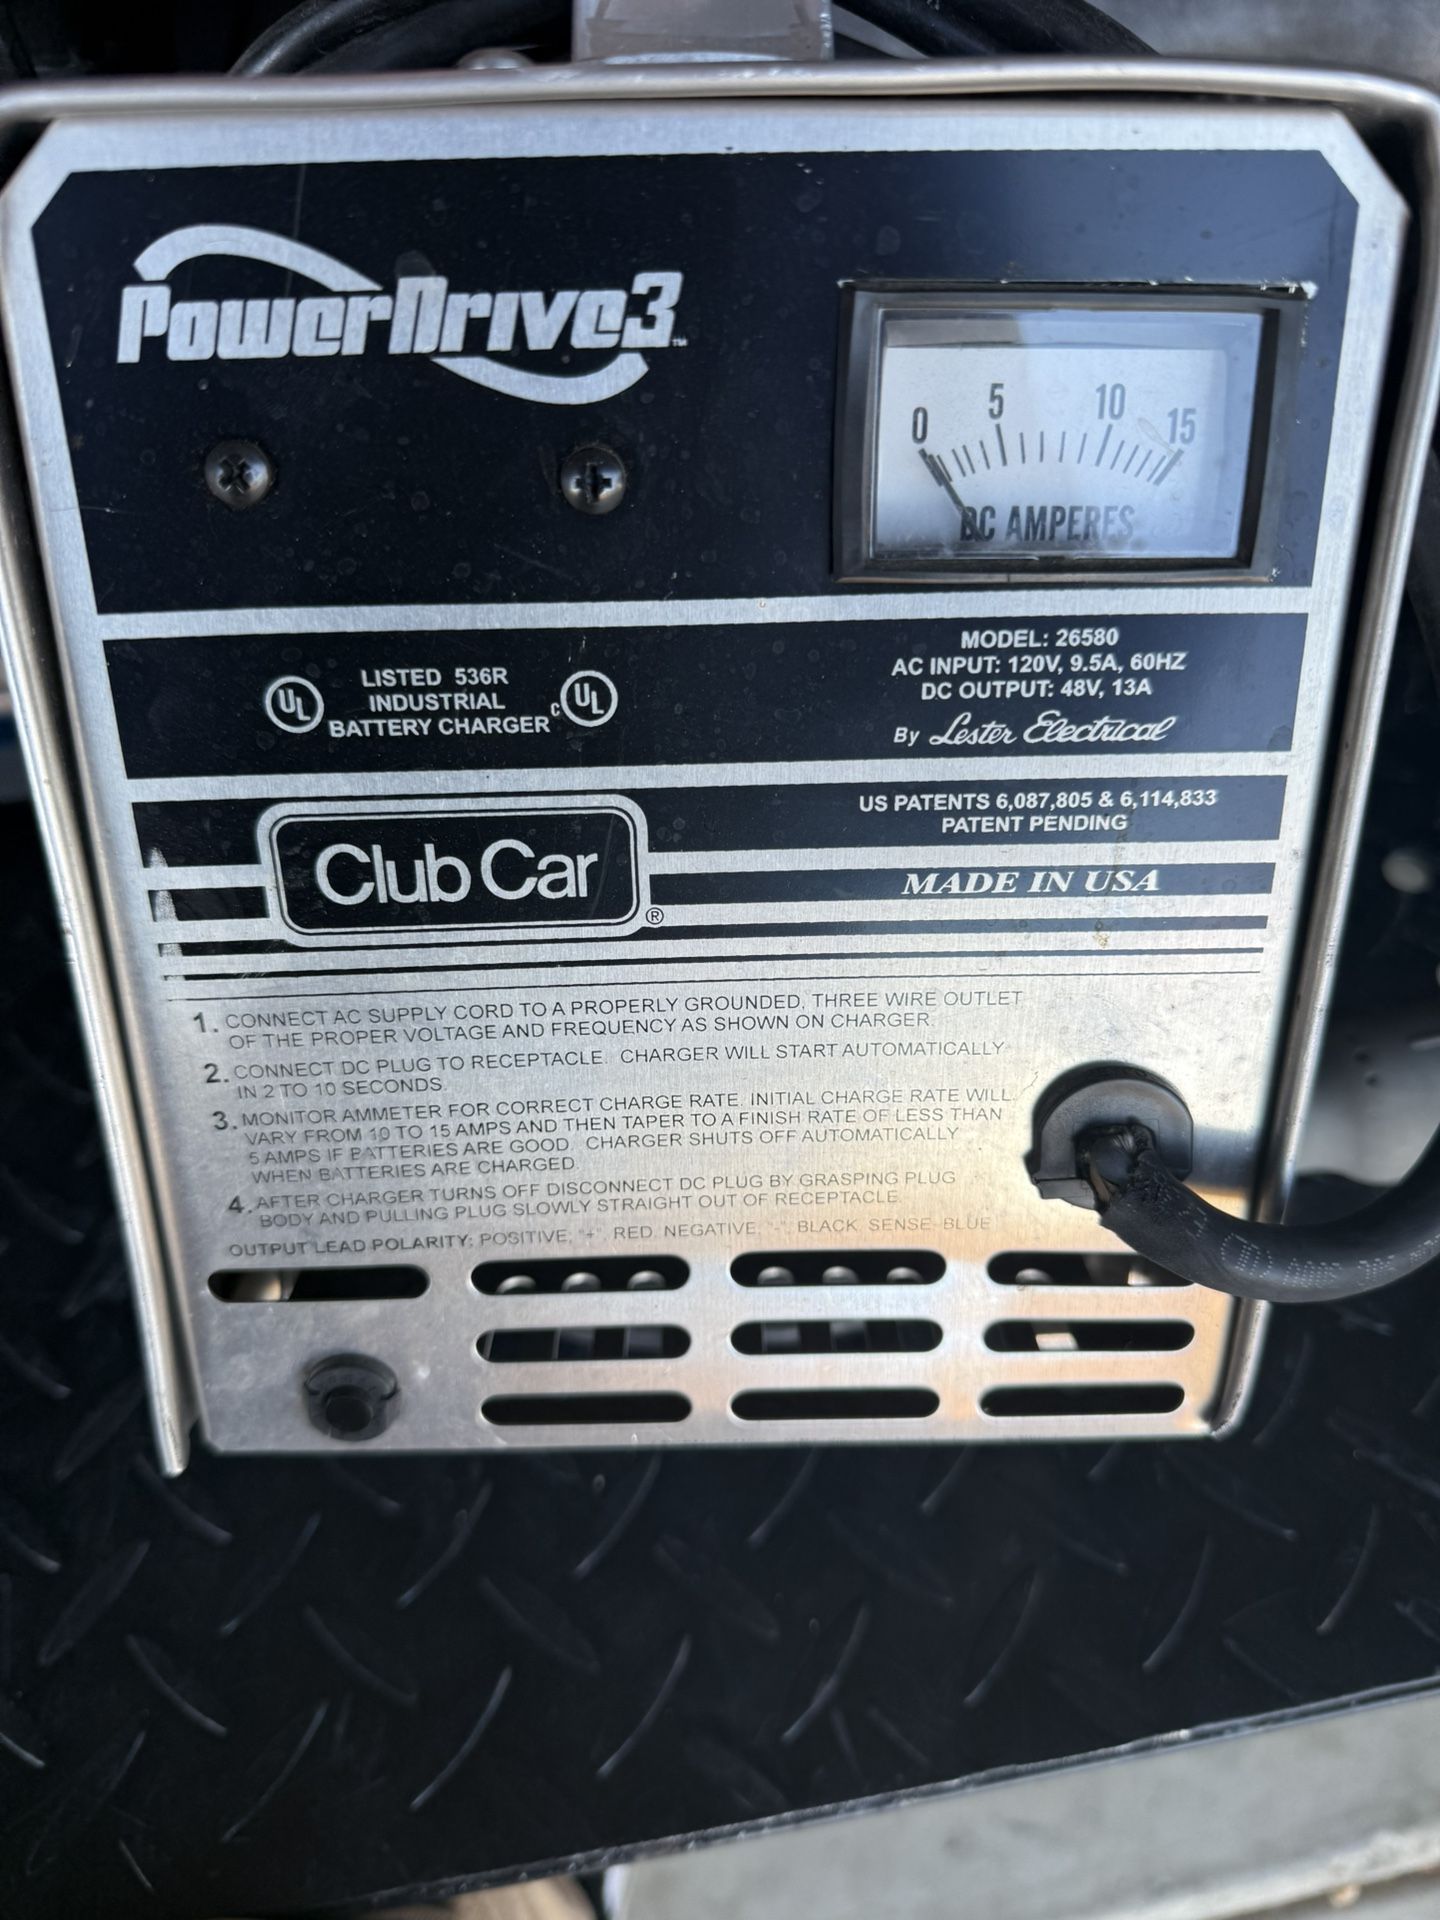 PowerDrive3™
0 5 10 15
DC AMPERES
UL
LISTED 536R
INDUSTRIAL
BATTERY CHARGER
c UL
MODEL: 26580
AC INPUT: 120V, 9.5A, 60HZ
DC OUTPUT: 48V, 13A
By Lester Electrical
Club Car®
US PATENTS 6,087,805 & 6,114,833
PATENT PENDING
MADE IN USA
1. CONNECT AC SUPPLY CORD TO A PROPERLY GROUNDED, THREE WIRE OUTLET
OF THE PROPER VOLTAGE AND FREQUENCY AS SHOWN ON CHARGER.
2. CONNECT DC PLUG TO RECEPTACLE. CHARGER WILL START AUTOMATICALLY
IN 2 TO 10 SECONDS.
3. MONITOR AMMETER FOR CORRECT CHARGE RATE. INITIAL CHARGE RATE WILL
VARY FROM 10 TO 15 AMPS AND THEN TAPER TO A FINISH RATE OF LESS THAN
5 AMPS IF BATTERIES ARE GOOD. CHARGER SHUTS OFF AUTOMATICALLY
WHEN BATTERIES ARE CHARGED.
4. AFTER CHARGER TURNS OFF DISCONNECT DC PLUG BY GRASPING PLUG
BODY AND PULLING PLUG SLOWLY STRAIGHT OUT OF RECEPTACLE.
OUTPUT LEAD POLARITY: POSITIVE, "+", RED. NEGATIVE, "-", BLACK. SENSE BLUE